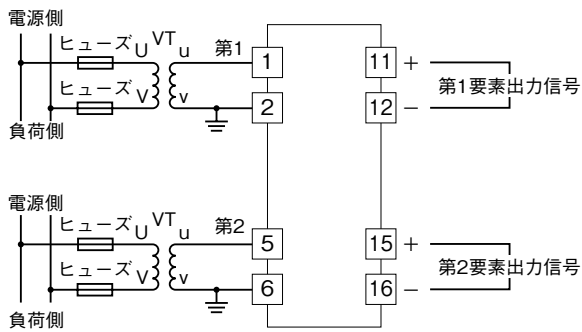 電源側
ヒューズ U VT u 第1 1 11 +
第1要素出力信号
ヒューズ V v 2 12 −
負荷側
電源側
ヒューズ U VT u 第2 5 15 +
第2要素出力信号
ヒューズ V v 6 16 −
負荷側